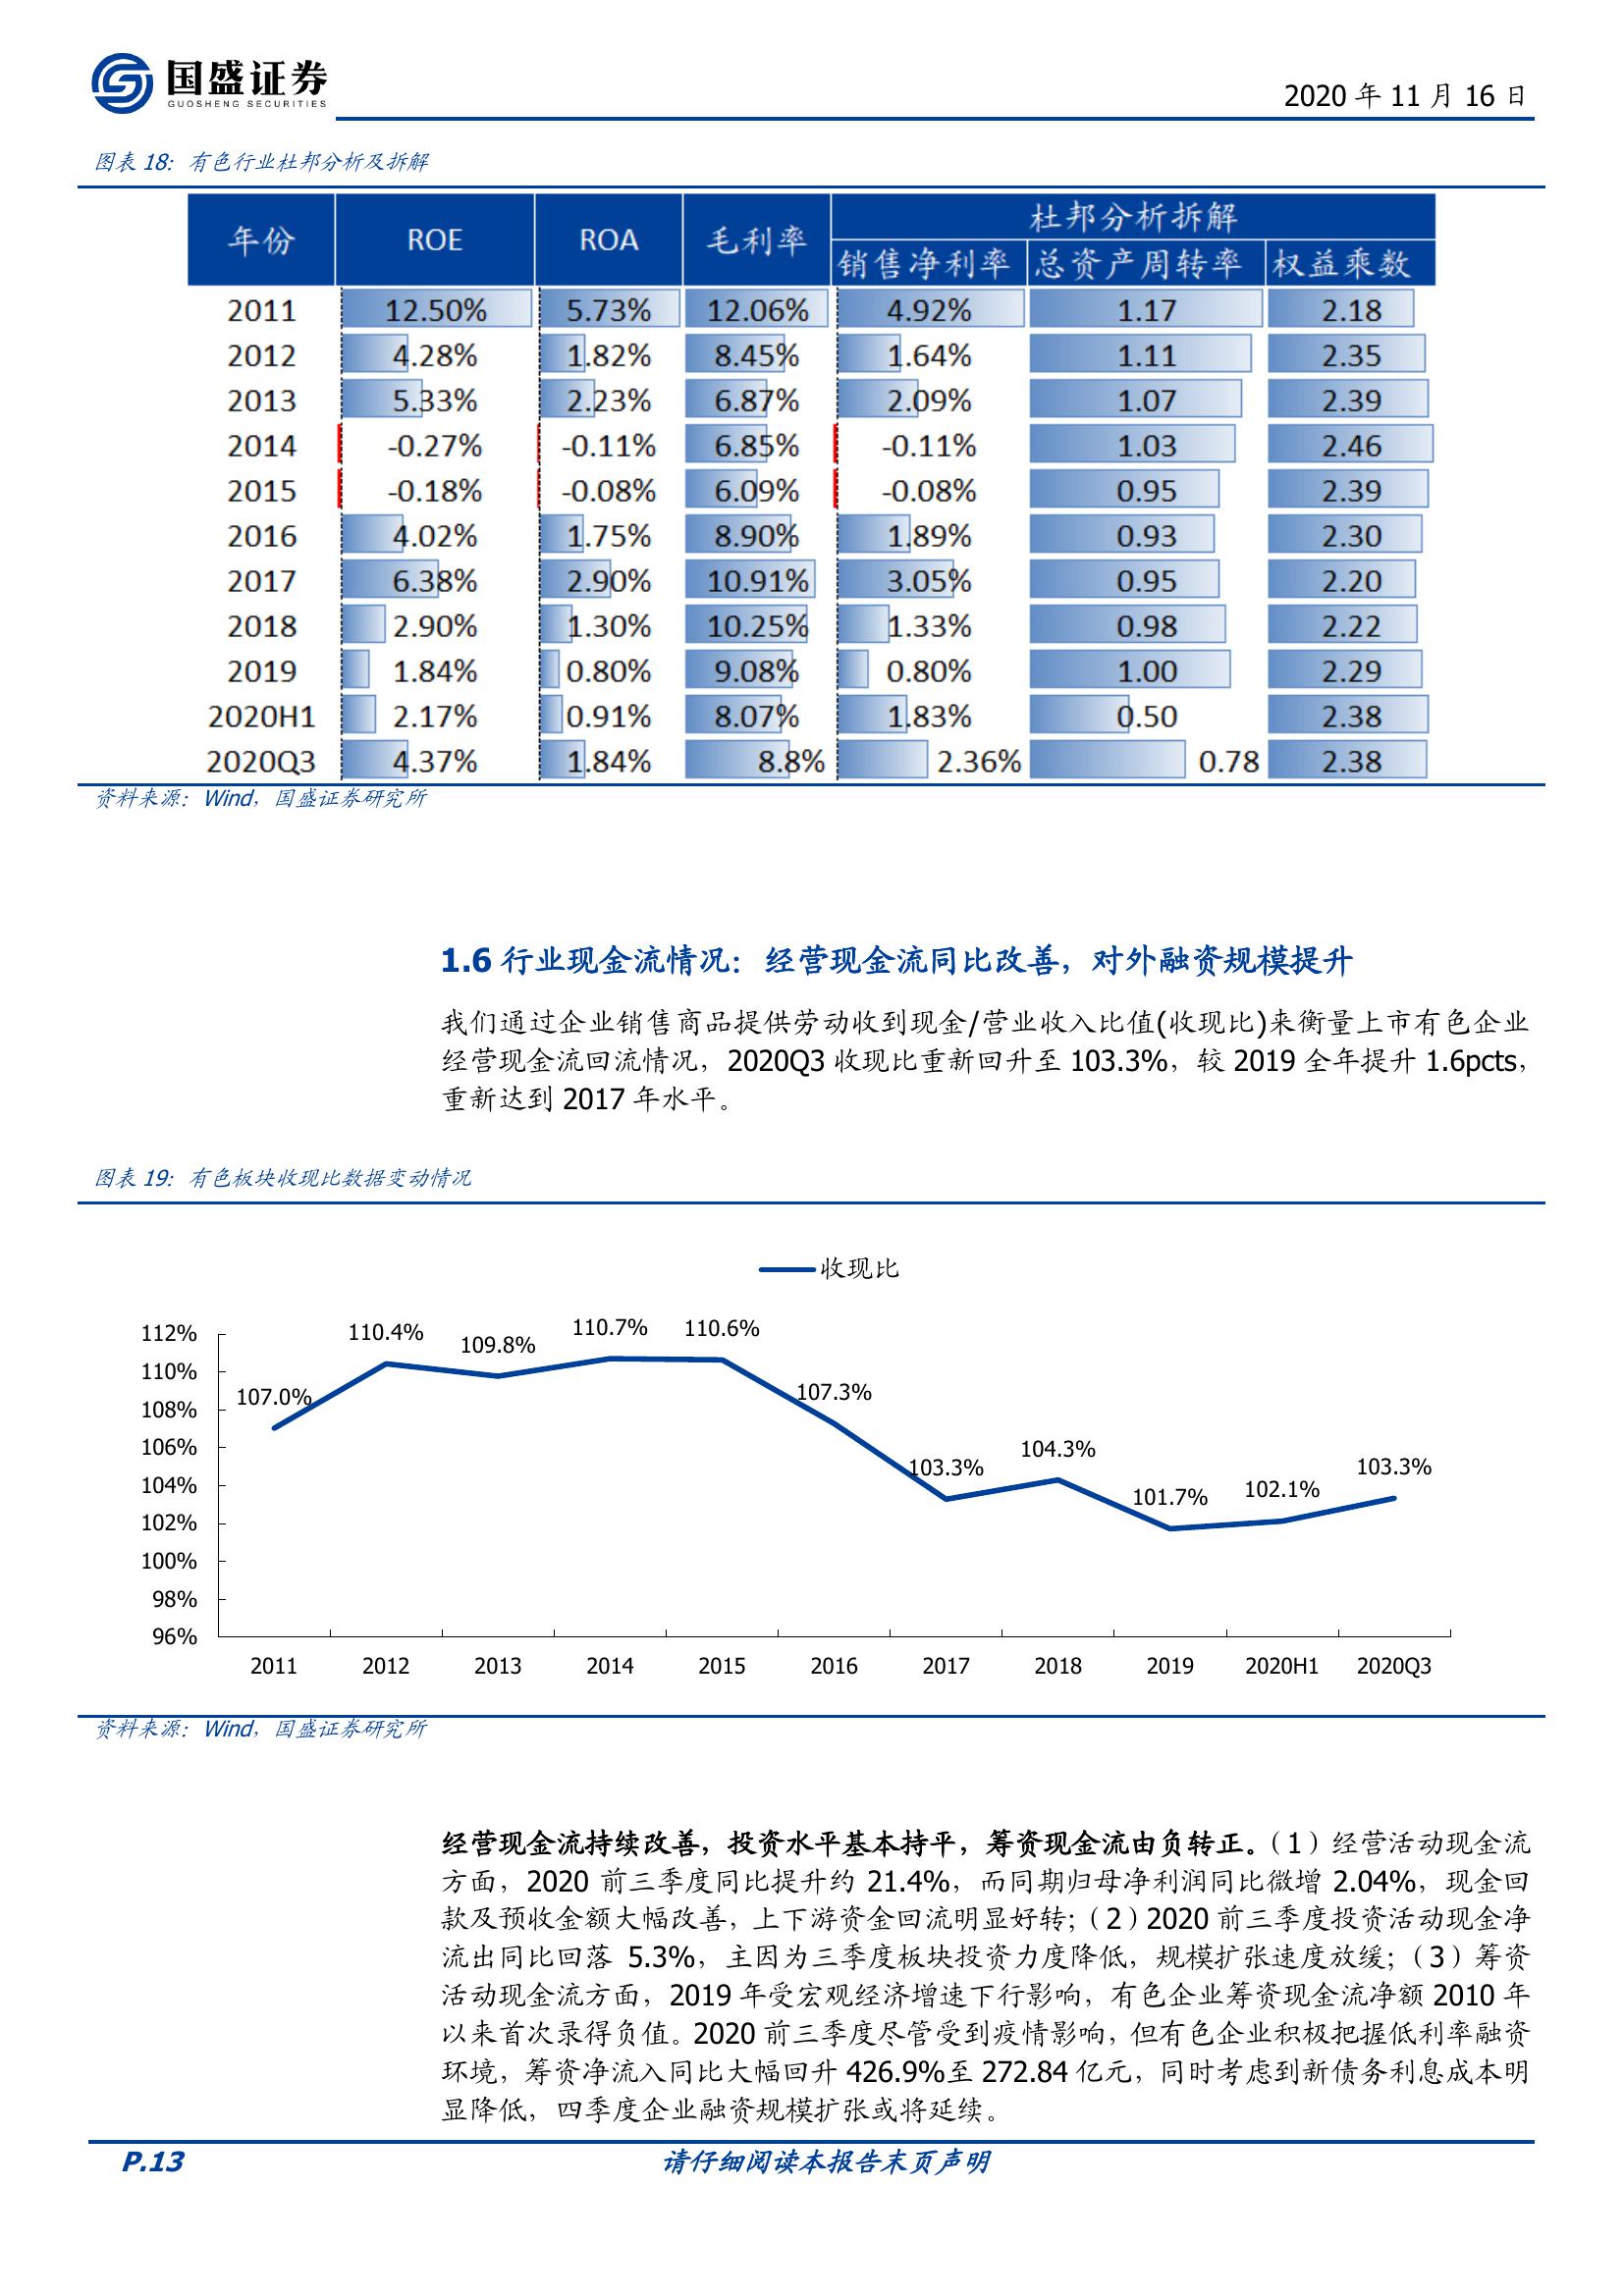 国盛证券
GUOSHENG SECURITIES
2020 年 11 月 16 日
图表 18：有色行业杜邦分析及拆解
年份 ROE ROA 毛利率 杜邦分析拆解
销售净利率 总资产周转率 权益乘数
2011 12.50% 5.73% 12.06% 4.92% 1.17 2.18
2012 4.28% 1.82% 8.45% 1.64% 1.11 2.35
2013 5.33% 2.23% 6.87% 2.09% 1.07 2.39
2014 -0.27% -0.11% 6.85% -0.11% 1.03 2.46
2015 -0.18% -0.08% 6.09% -0.08% 0.95 2.39
2016 4.02% 1.75% 8.90% 1.89% 0.93 2.30
2017 6.38% 2.90% 10.91% 3.05% 0.95 2.20
2018 2.90% 1.30% 10.25% 1.33% 0.98 2.22
2019 1.84% 0.80% 9.08% 0.80% 1.00 2.29
2020H1 2.17% 0.91% 8.07% 1.83% 0.50 2.38
2020Q3 4.37% 1.84% 8.8% 2.36% 0.78 2.38
资料来源：Wind，国盛证券研究所
1.6 行业现金流情况：经营现金流同比改善，对外融资规模提升
我们通过企业销售商品提供劳动收到现金/营业收入比值(收现比)来衡量上市有色企业
经营现金流回流情况，2020Q3 收现比重新回升至 103.3%，较 2019 全年提升 1.6pcts，
重新达到 2017 年水平。
图表 19：有色板块收现比数据变动情况
收现比
112%
110%
108%
106%
104%
102%
100%
98%
96%
107.0% 110.4% 109.8% 110.7% 110.6% 107.3% 103.3% 104.3% 101.7% 102.1% 103.3%
2011 2012 2013 2014 2015 2016 2017 2018 2019 2020H1 2020Q3
资料来源：Wind，国盛证券研究所
经营现金流持续改善，投资水平基本持平，筹资现金流由负转正。（1）经营活动现金流
方面，2020 前三季度同比提升约 21.4%，而同期归母净利润同比微增 2.04%，现金回
款及预收金额大幅改善，上下游资金回流明显好转；（2）2020 前三季度投资活动现金净
流出同比回落 5.3%，主因为三季度板块投资力度降低，规模扩张速度放缓；（3）筹资
活动现金流方面，2019 年受宏观经济增速下行影响，有色企业筹资现金流净额 2010 年
以来首次录得负值。2020 前三季度尽管受到疫情影响，但有色企业积极把握低利率融资
环境，筹资净流入同比大幅回升 426.9%至 272.84 亿元，同时考虑到新债务利息成本明
显降低，四季度企业融资规模扩张或将延续。
P.13 请仔细阅读本报告末页声明